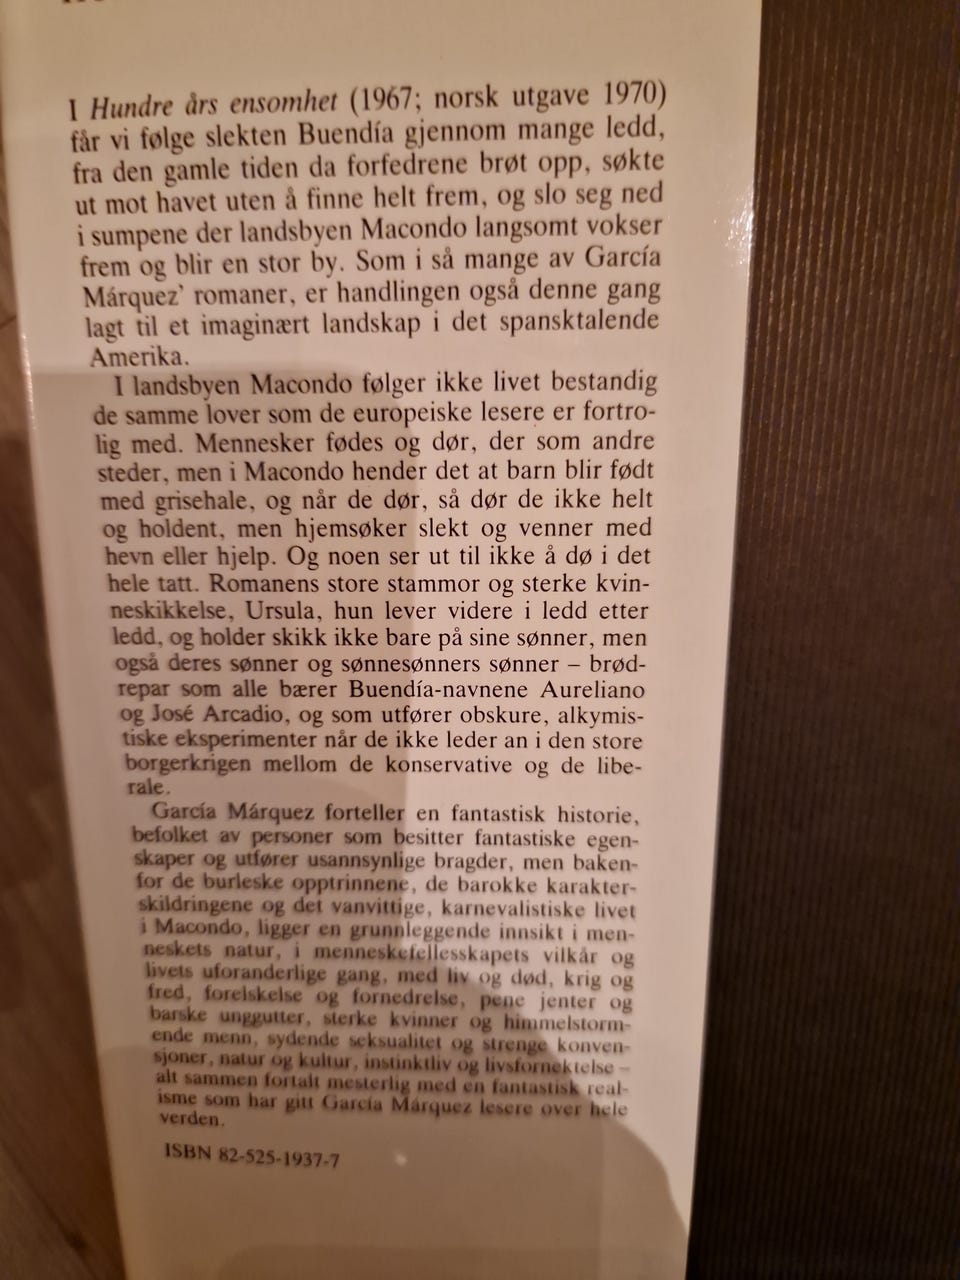 I Hundre års ensomhet (1967; norsk utgave 1970)
får vi følge slekten Buendía gjennom mange ledd,
fra den gamle tiden da forfedrene brøt opp, søkte
ut mot havet uten å finne helt frem, og slo seg ned
i sumpene der landsbyen Macondo langsomt vokser
frem og blir en stor by. Som i så mange av García
Márquez' romaner, er handlingen også denne gang
lagt til et imaginært landskap i det spansktalende
Amerika.
I landsbyen Macondo følger ikke livet bestandig
de samme lover som de europeiske lesere er fortro-
lig med. Mennesker fødes og dør, der som andre
steder, men i Macondo hender det at barn blir født
med grisehale, og når de dør, så dør de ikke helt
og holdent, men hjemsøker slekt og venner med
hevn eller hjelp. Og noen ser ut til ikke å dø i det
hele tatt. Romanens store stammor og sterke kvin-
neskikkelse, Ursula, hun lever videre i ledd etter
ledd, og holder skikk ikke bare på sine sønner, men
også deres sønner og sønnesønners sønner – brød-
repar som alle bærer Buendía-navnene Aureliano
og José Arcadio, og som utfører obskure, alkymis-
tiske eksperimenter når de ikke leder an i den store
borgerkrigen mellom de konservative og de libe-
rale.
García Márquez forteller en fantastisk historie,
befolket av personer som besitter fantastiske egen-
skaper og utfører usannsynlige bragder, men baken-
for de burleske opptrinnene, de barokke karakter-
skildringene og det vanvittige, karnevalistiske livet
i Macondo, ligger en grunnleggende innsikt i men-
neskets natur, i menneskefellesskapets vilkår og
livets uforanderlige gang, med liv og død, krig og
fred, forelskelse og fornedrelse, pene jenter og
barske unggutter, sterke kvinner og himmelstorm-
ende menn, sydende seksualitet og strenge konven-
sjoner, natur og kultur, instinktliv og livsfornektelse –
alt sammen fortalt mesterlig med en fantastisk real-
isme som har gitt García Márquez lesere over hele
verden.
ISBN 82-525-1937-7